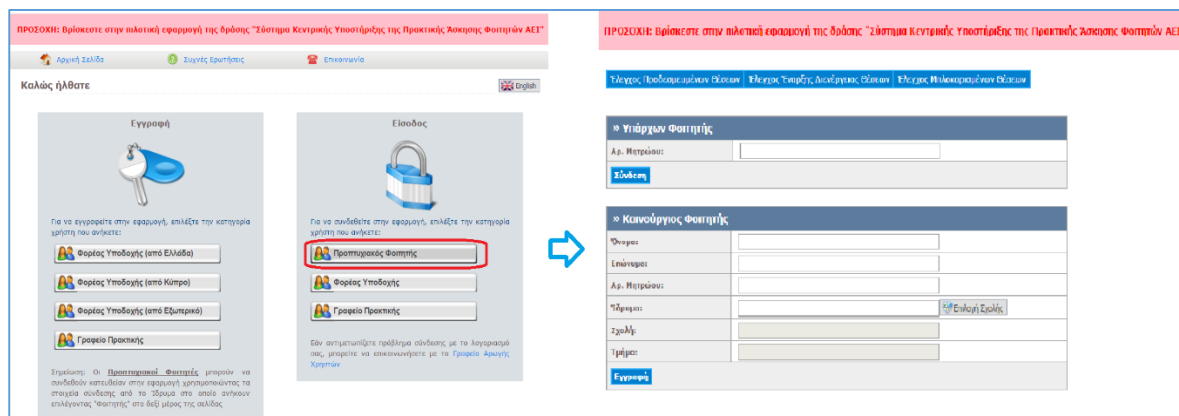 ΠΡΟΣΟΧΗ: Βρίσκεστε στην πιλοτική εφαρμογή της δράσης "Σύστημα Κεντρικής Υποστήριξης της Πρακτικής Άσκησης Φοιτητών ΑΕΙ"
Αρχική Σελίδα
Συχνές Ερωτήσεις
Επικοινωνία
Καλώς ήλθατε
English
Εγγραφή
Για να εγγραφείτε στην εφαρμογή, επιλέξτε την κατηγορία
χρήστη που ανήκετε:
Φορέας Υποδοχής (από Ελλάδα)
Φορέας Υποδοχής (από Κύπρο)
Φορέας Υποδοχής (από Εξωτερικό)
Γραφείο Πρακτικής
Σημείωση: Οι Προπτυχιακοί Φοιτητές μπορούν να
συνδεθούν κατευθείαν στην εφαρμογή χρησιμοποιώντας τα
στοιχεία σύνδεσης από το Ίδρυμα στο οποίο ανήκουν
επιλέγοντας "Φοιτητής" στο δεξί μέρος της σελίδας
Είσοδος
Για να συνδεθείτε στην εφαρμογή, επιλέξτε την κατηγορία
χρήστη που ανήκετε:
Προπτυχιακός Φοιτητής
Φορέας Υποδοχής
Γραφείο Πρακτικής
Εάν αντιμετωπίζετε πρόβλημα σύνδεσης με το λογαριασμό
σας, μπορείτε να επικοινωνήσετε με το Γραφείο Αρωγής
Χρηστών
ΠΡΟΣΟΧΗ: Βρίσκεστε στην πιλοτική εφαρμογή της δράσης "Σύστημα Κεντρικής Υποστήριξης της Πρακτικής Άσκησης Φοιτητών ΑΕΙ
Έλεγχος Προδεσμευμένων Θέσεων Έλεγχος Έναρξης Διενέργειας Θέσεων Έλεγχος Μπλοκαρισμένων Θέσεων
» Υπάρχων Φοιτητής
Αρ. Μητρώου:
Σύνδεση
» Καινούργιος Φοιτητής
Όνομα:
Επώνυμο:
Αρ. Μητρώου:
Ίδρυμα:
Επιλογή Σχολής
Σχολή:
Τμήμα:
Εγγραφή